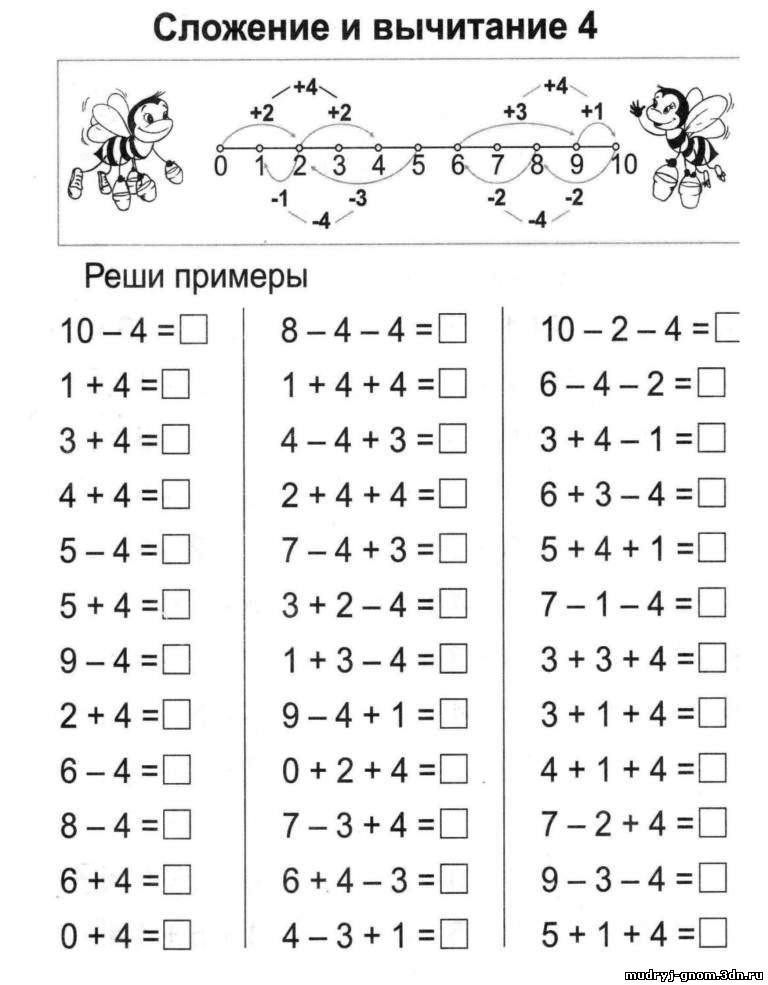 Сложение и вычитание 4
+4 +4
+2 +2 +3 +1
0 1 2 3 4 5 6 7 8 9 10
-1 -3 -2 -2
-4 -4
Реши примеры
10 – 4 =
1 + 4 =
3 + 4 =
4 + 4 =
5 – 4 =
5 + 4 =
9 – 4 =
2 + 4 =
6 – 4 =
8 – 4 =
6 + 4 =
0 + 4 =
8 – 4 – 4 =
1 + 4 + 4 =
4 – 4 + 3 =
2 + 4 + 4 =
7 – 4 + 3 =
3 + 2 – 4 =
1 + 3 – 4 =
9 – 4 + 1 =
0 + 2 + 4 =
7 – 3 + 4 =
6 + 4 – 3 =
4 – 3 + 1 =
10 – 2 – 4 =
6 – 4 – 2 =
3 + 4 – 1 =
6 + 3 – 4 =
5 + 4 + 1 =
7 – 1 – 4 =
3 + 3 + 4 =
3 + 1 + 4 =
4 + 1 + 4 =
7 – 2 + 4 =
9 – 3 – 4 =
5 + 1 + 4 =
mudryj-gnom.3dn.ru